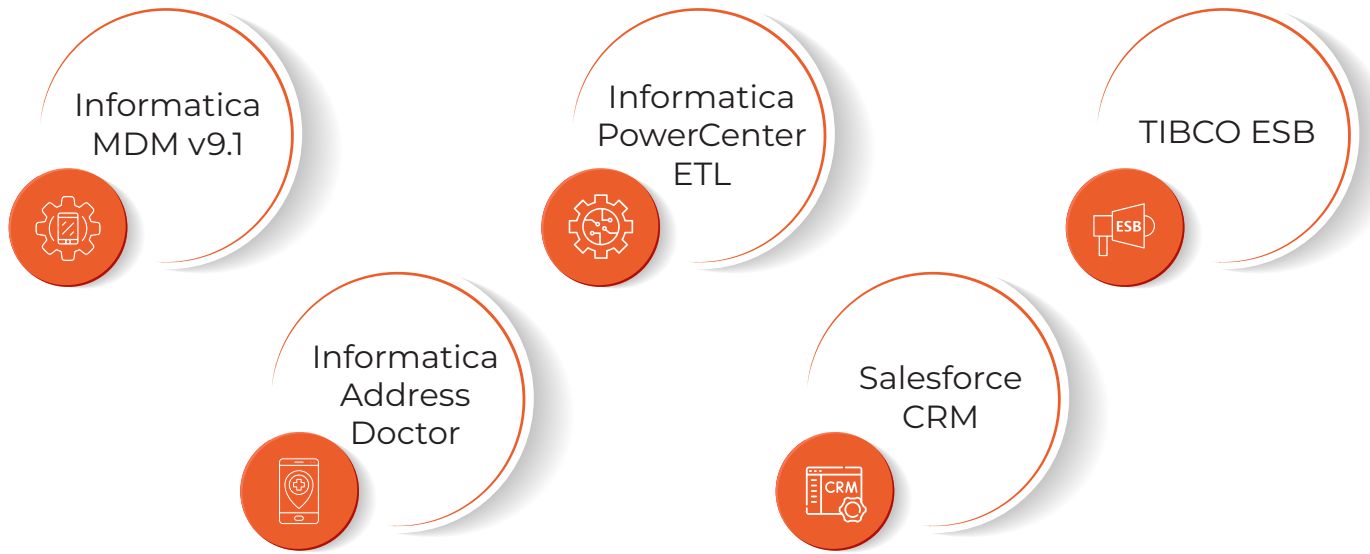 Informatica
MDM v9.1
Informatica
PowerCenter
ETL
TIBCO ESB
ESB
Informatica
Address
Doctor
Salesforce
CRM
CRM